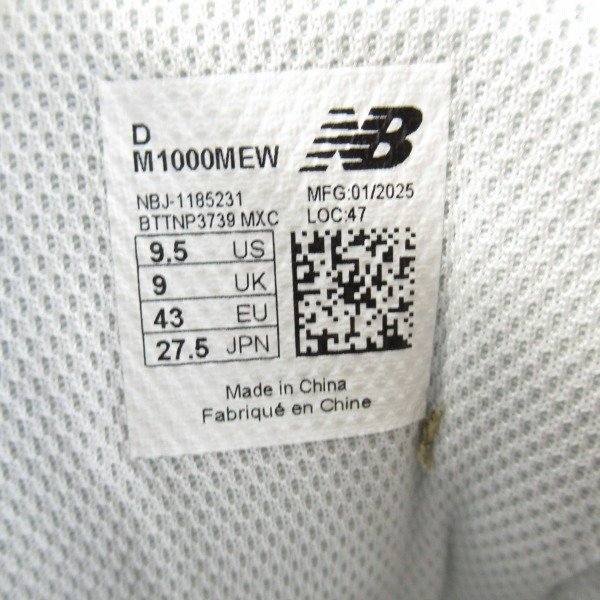 D
M1000MEW
NB
NBJ-1185231
BTTNP3739 MXC
MFG:01/2025
LOC:47
9.5 US
9 UK
43 EU
27.5 JPN
Made in China
Fabriqué en Chine